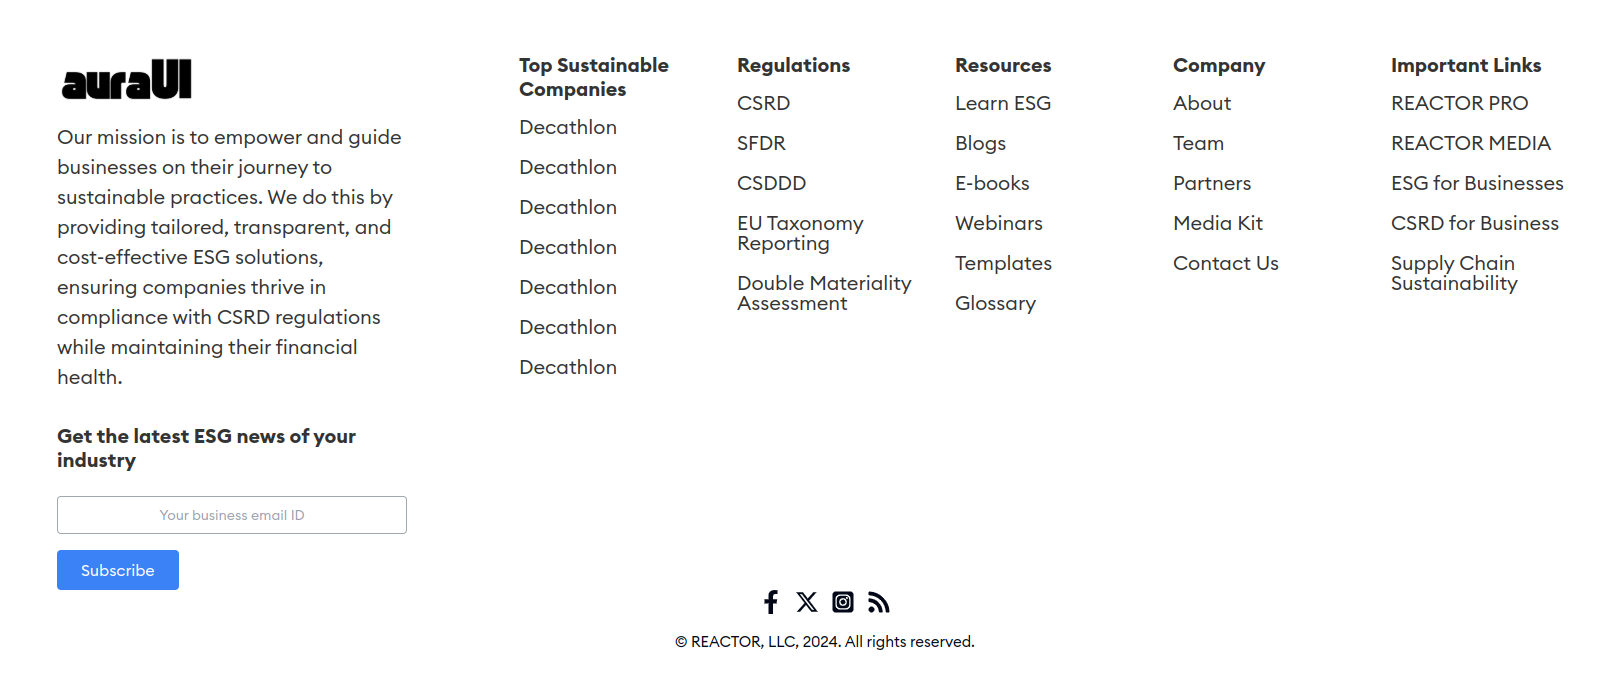 auraUI
Our mission is to empower and guide
businesses on their journey to
sustainable practices. We do this by
providing tailored, transparent, and
cost-effective ESG solutions,
ensuring companies thrive in
compliance with CSRD regulations
while maintaining their financial
health.
Get the latest ESG news of your
industry
Your business email ID
Subscribe
Top Sustainable
Companies
Decathlon
Decathlon
Decathlon
Decathlon
Decathlon
Decathlon
Decathlon
Regulations
CSRD
SFDR
CSDDD
EU Taxonomy
Reporting
Double Materiality
Assessment
Resources
Learn ESG
Blogs
E-books
Webinars
Templates
Glossary
Company
About
Team
Partners
Media Kit
Contact Us
Important Links
REACTOR PRO
REACTOR MEDIA
ESG for Businesses
CSRD for Business
Supply Chain
Sustainability
© REACTOR, LLC, 2024. All rights reserved.